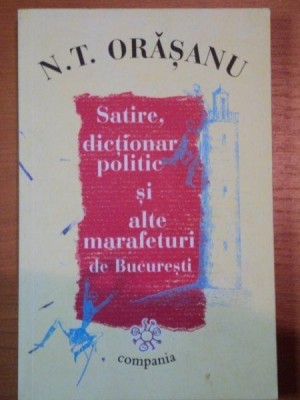 N.T. ORĂȘANU
Satire,
dicționar
politic
și
alte
marafeturi
de București
compania